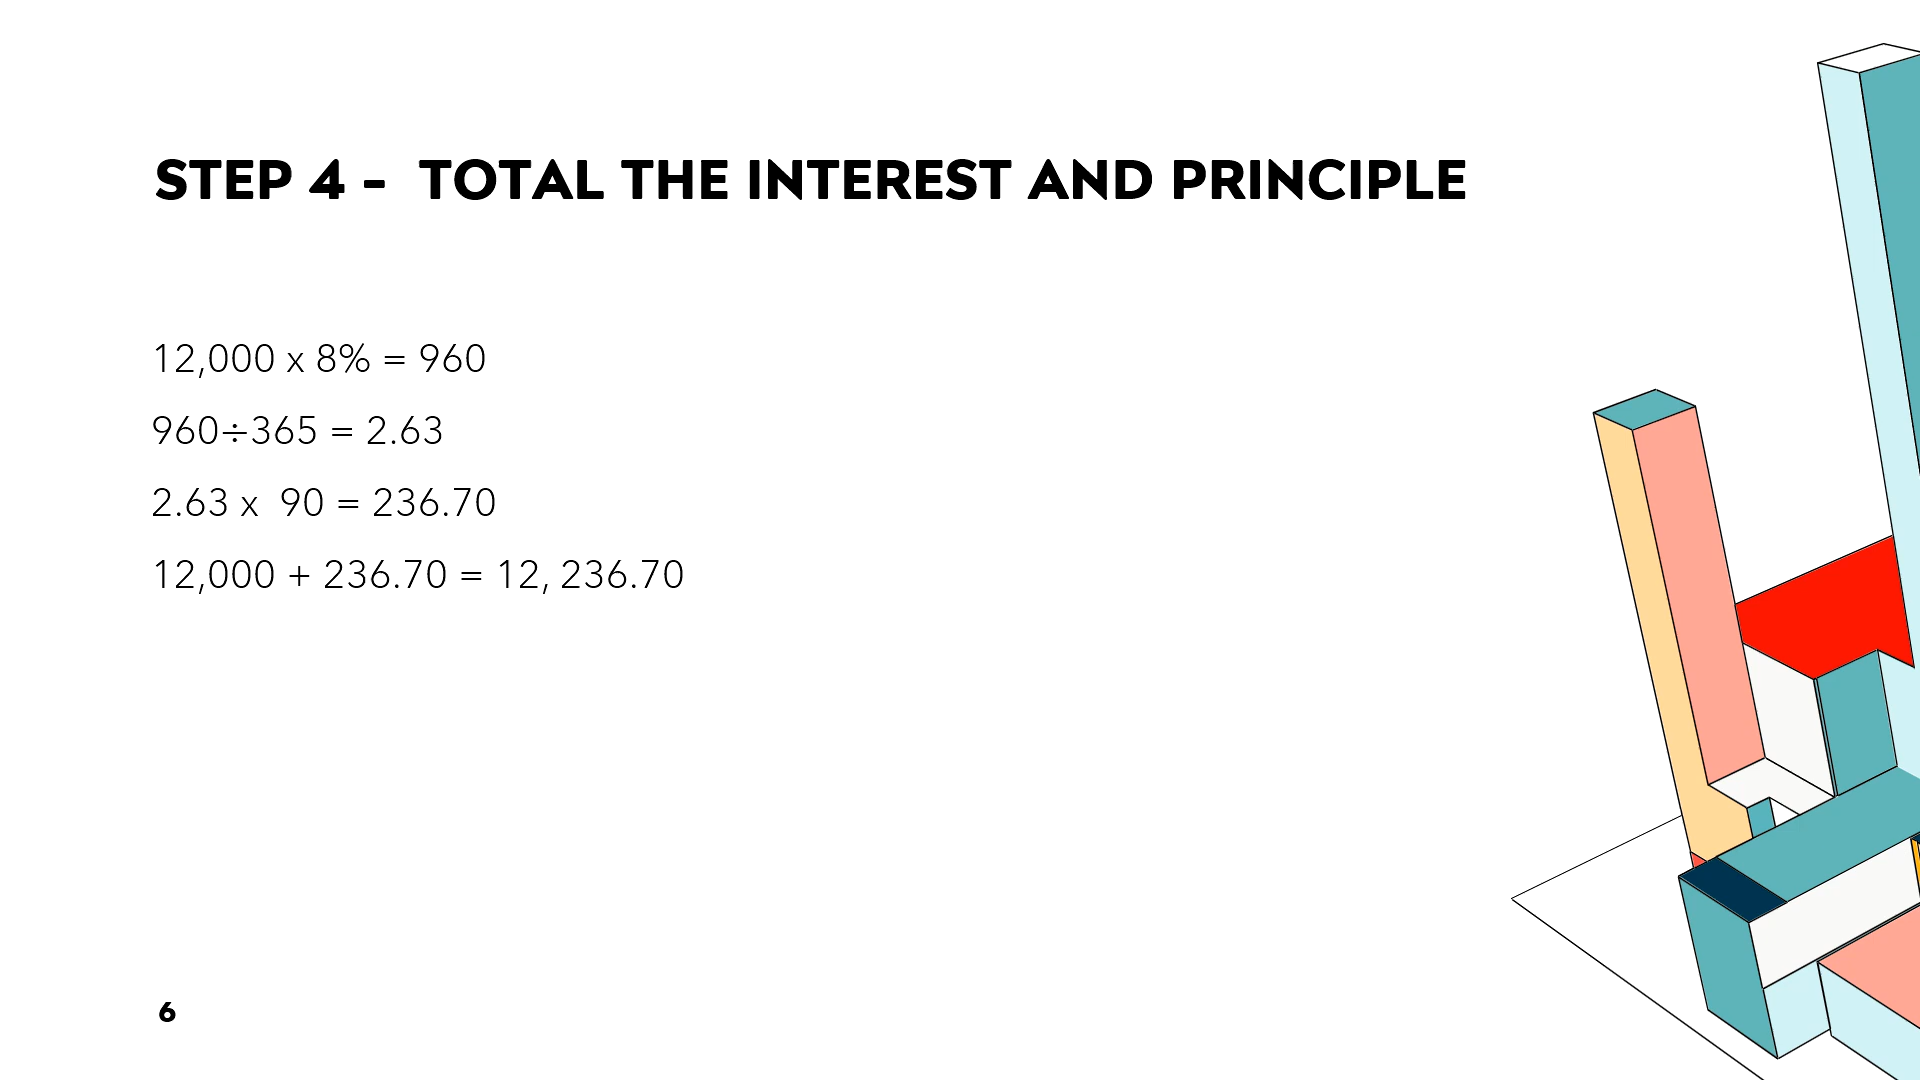 STEP 4 - TOTAL THE INTEREST AND PRINCIPLE
12,000 x 8% = 960
960÷365 = 2.63
2.63 x 90 = 236.70
12,000 + 236.70 = 12, 236.70
6